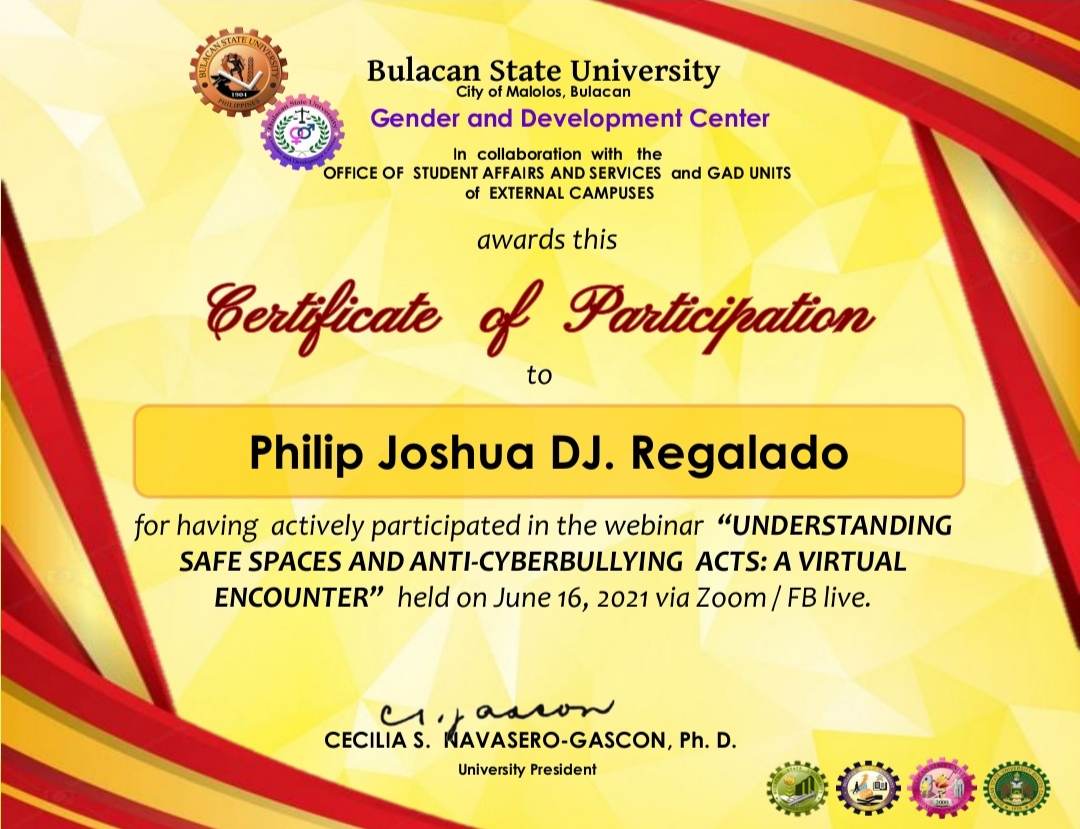 BULACAN STATE UNIVERSITY
1904
PHILIPPINES
Bulacan State University
Bulacan State University
City of Malolos, Bulacan
Gender and Development Center
In collaboration with the
OFFICE OF STUDENT AFFAIRS AND SERVICES and GAD UNITS
of EXTERNAL CAMPUSES
awards this
Certificate of Participation
to
Philip Joshua DJ. Regalado
for having actively participated in the webinar “UNDERSTANDING
SAFE SPACES AND ANTI-CYBERBULLYING ACTS: A VIRTUAL
ENCOUNTER” held on June 16, 2021 via Zoom / FB live.
CECILIA S. NAVASERO-GASCON, Ph. D.
University President